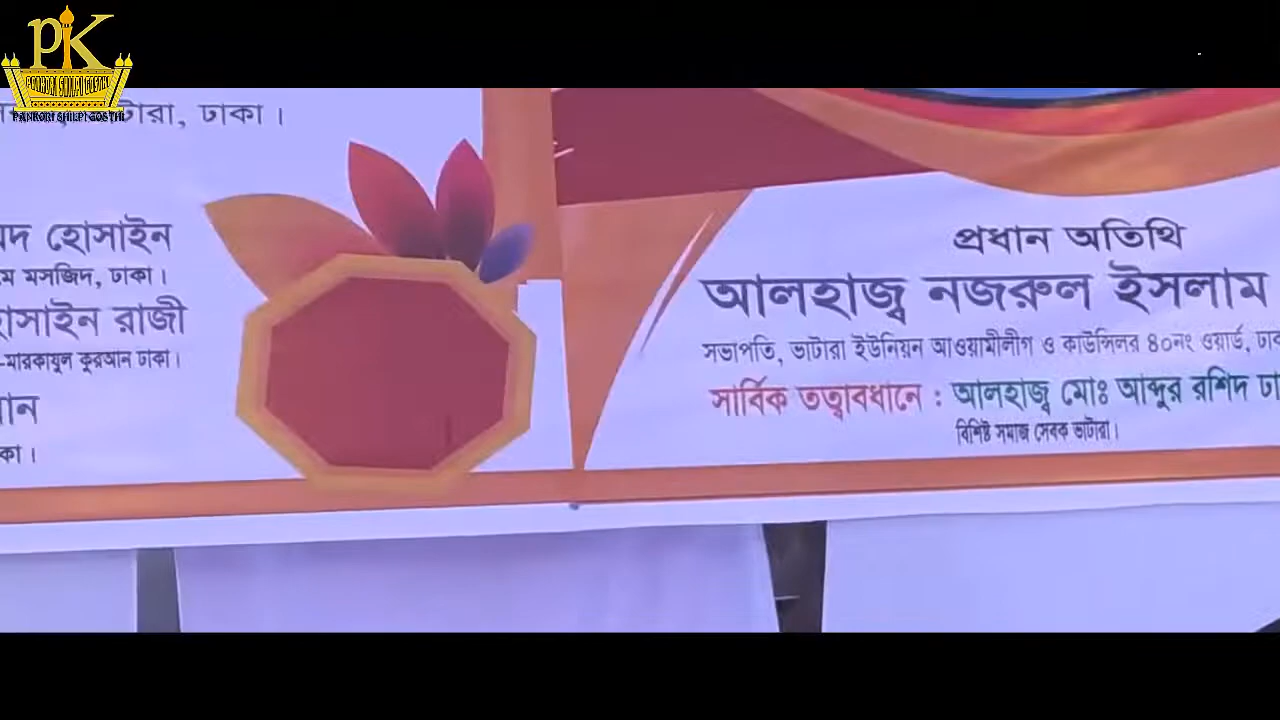 PK
PANKORI SHILPI GOSTHI
টারা, ঢাকা।
হোসাইন
মসজিদ, ঢাকা।
রাজী
-মারকাযুল কুরআন ঢাকা।
প্রধান অতিথি
আলহাজ্ব নজরুল ইসলাম
সভাপতি, ভাটারা ইউনিয়ন আওয়ামীলীগ ও কাউন্সিলর ৪০নং ওয়ার্ড,
সার্বিক তত্ত্বাবধানে : আলহাজ্ব মোঃ আব্দুর রশিদ
বিশিষ্ট সমাজ সেবক ভাটারা।